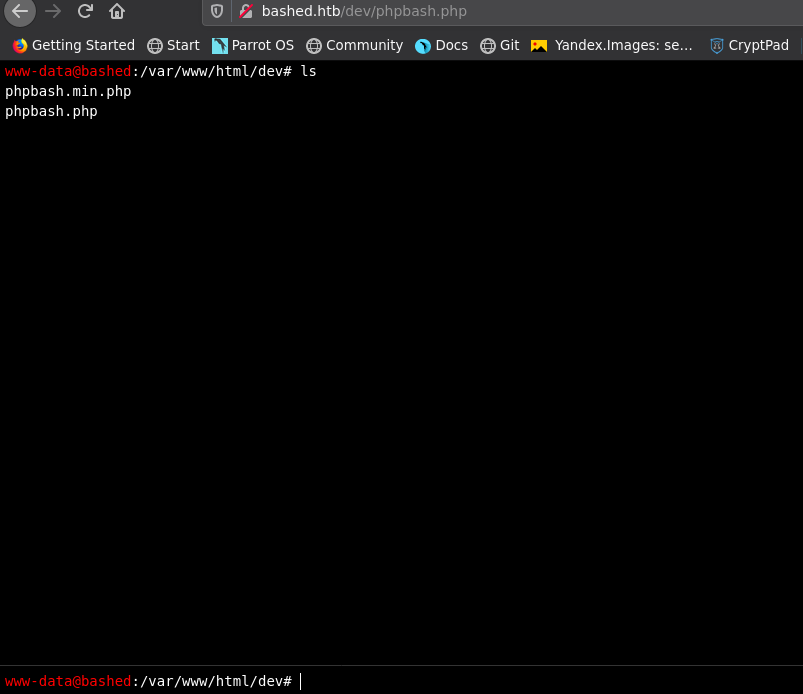 bashed.htb/dev/phpbash.php
Getting Started Start Parrot OS Community Docs Git Yandex.Images: se... CryptPad
www-data@bashed:/var/www/html/dev# ls
phpbash.min.php
phpbash.php
www-data@bashed:/var/www/html/dev#